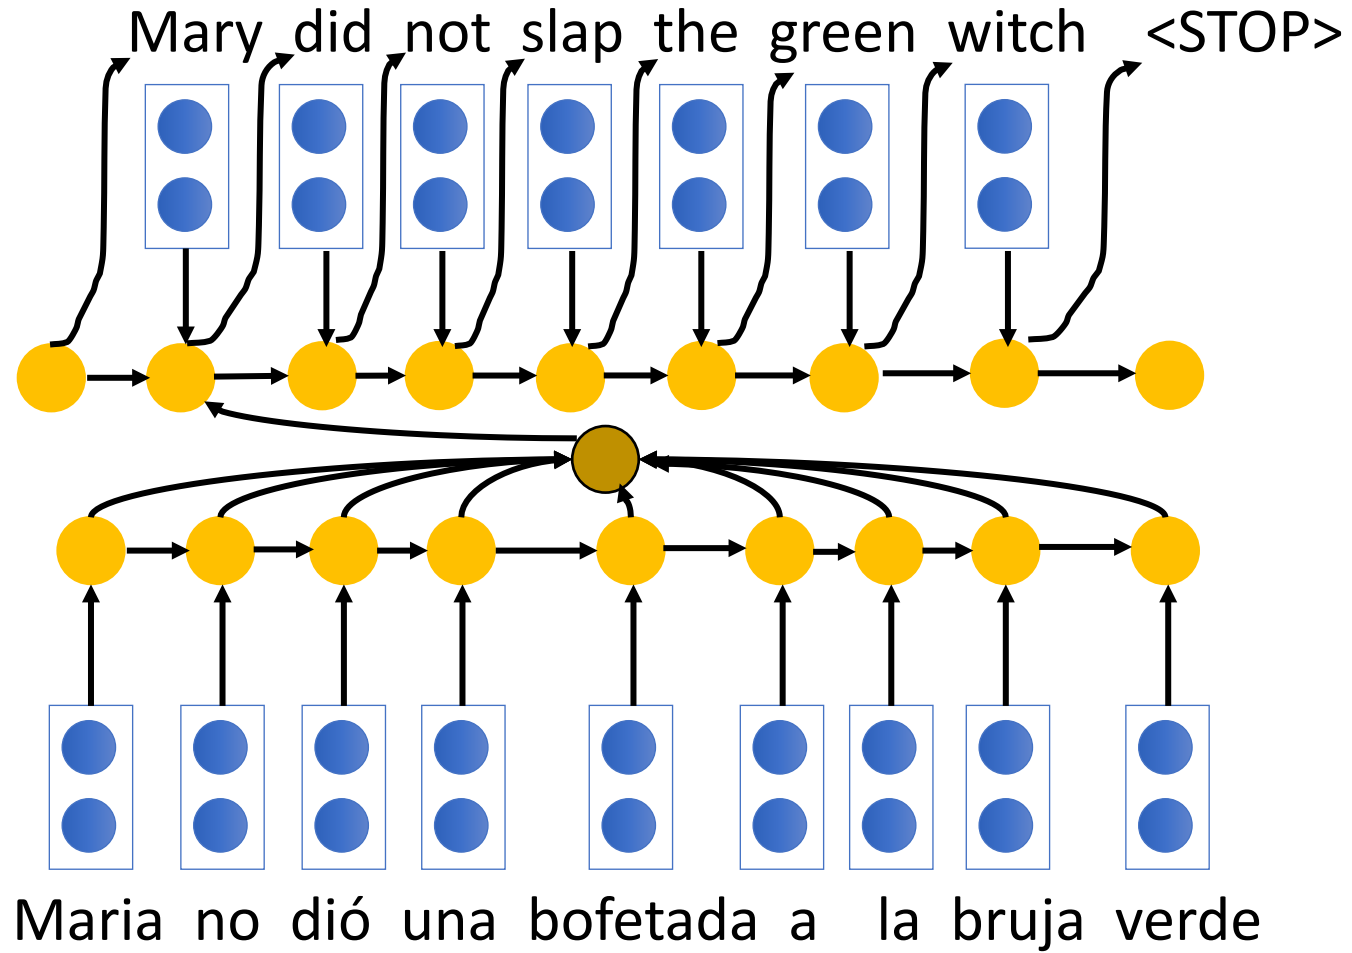 Mary did not slap the green witch <STOP>
Maria no dió una bofetada a la bruja verde